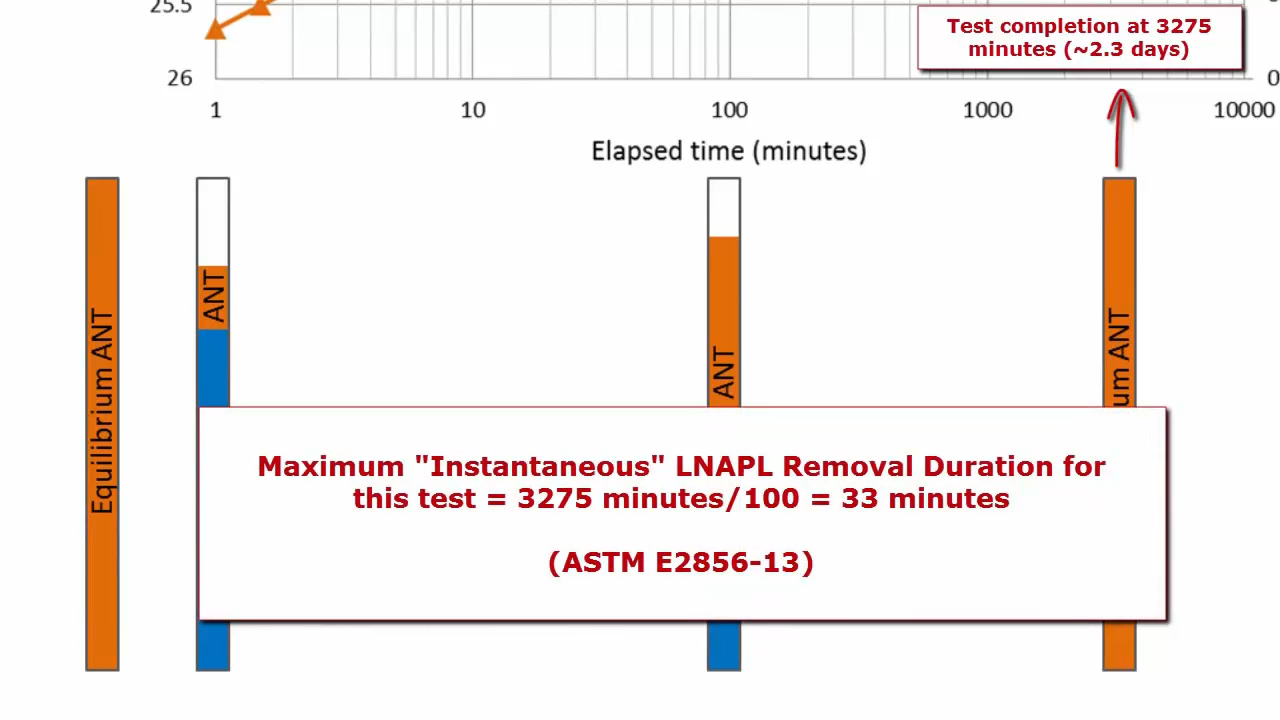 25.5
Test completion at 3275
minutes (~2.3 days)
26
0
1
10
100
1000
10000
Elapsed time (minutes)
Equilibrium ANT
ANT
ANT
um ANT
Maximum "Instantaneous" LNAPL Removal Duration for
this test = 3275 minutes/100 = 33 minutes
(ASTM E2856-13)